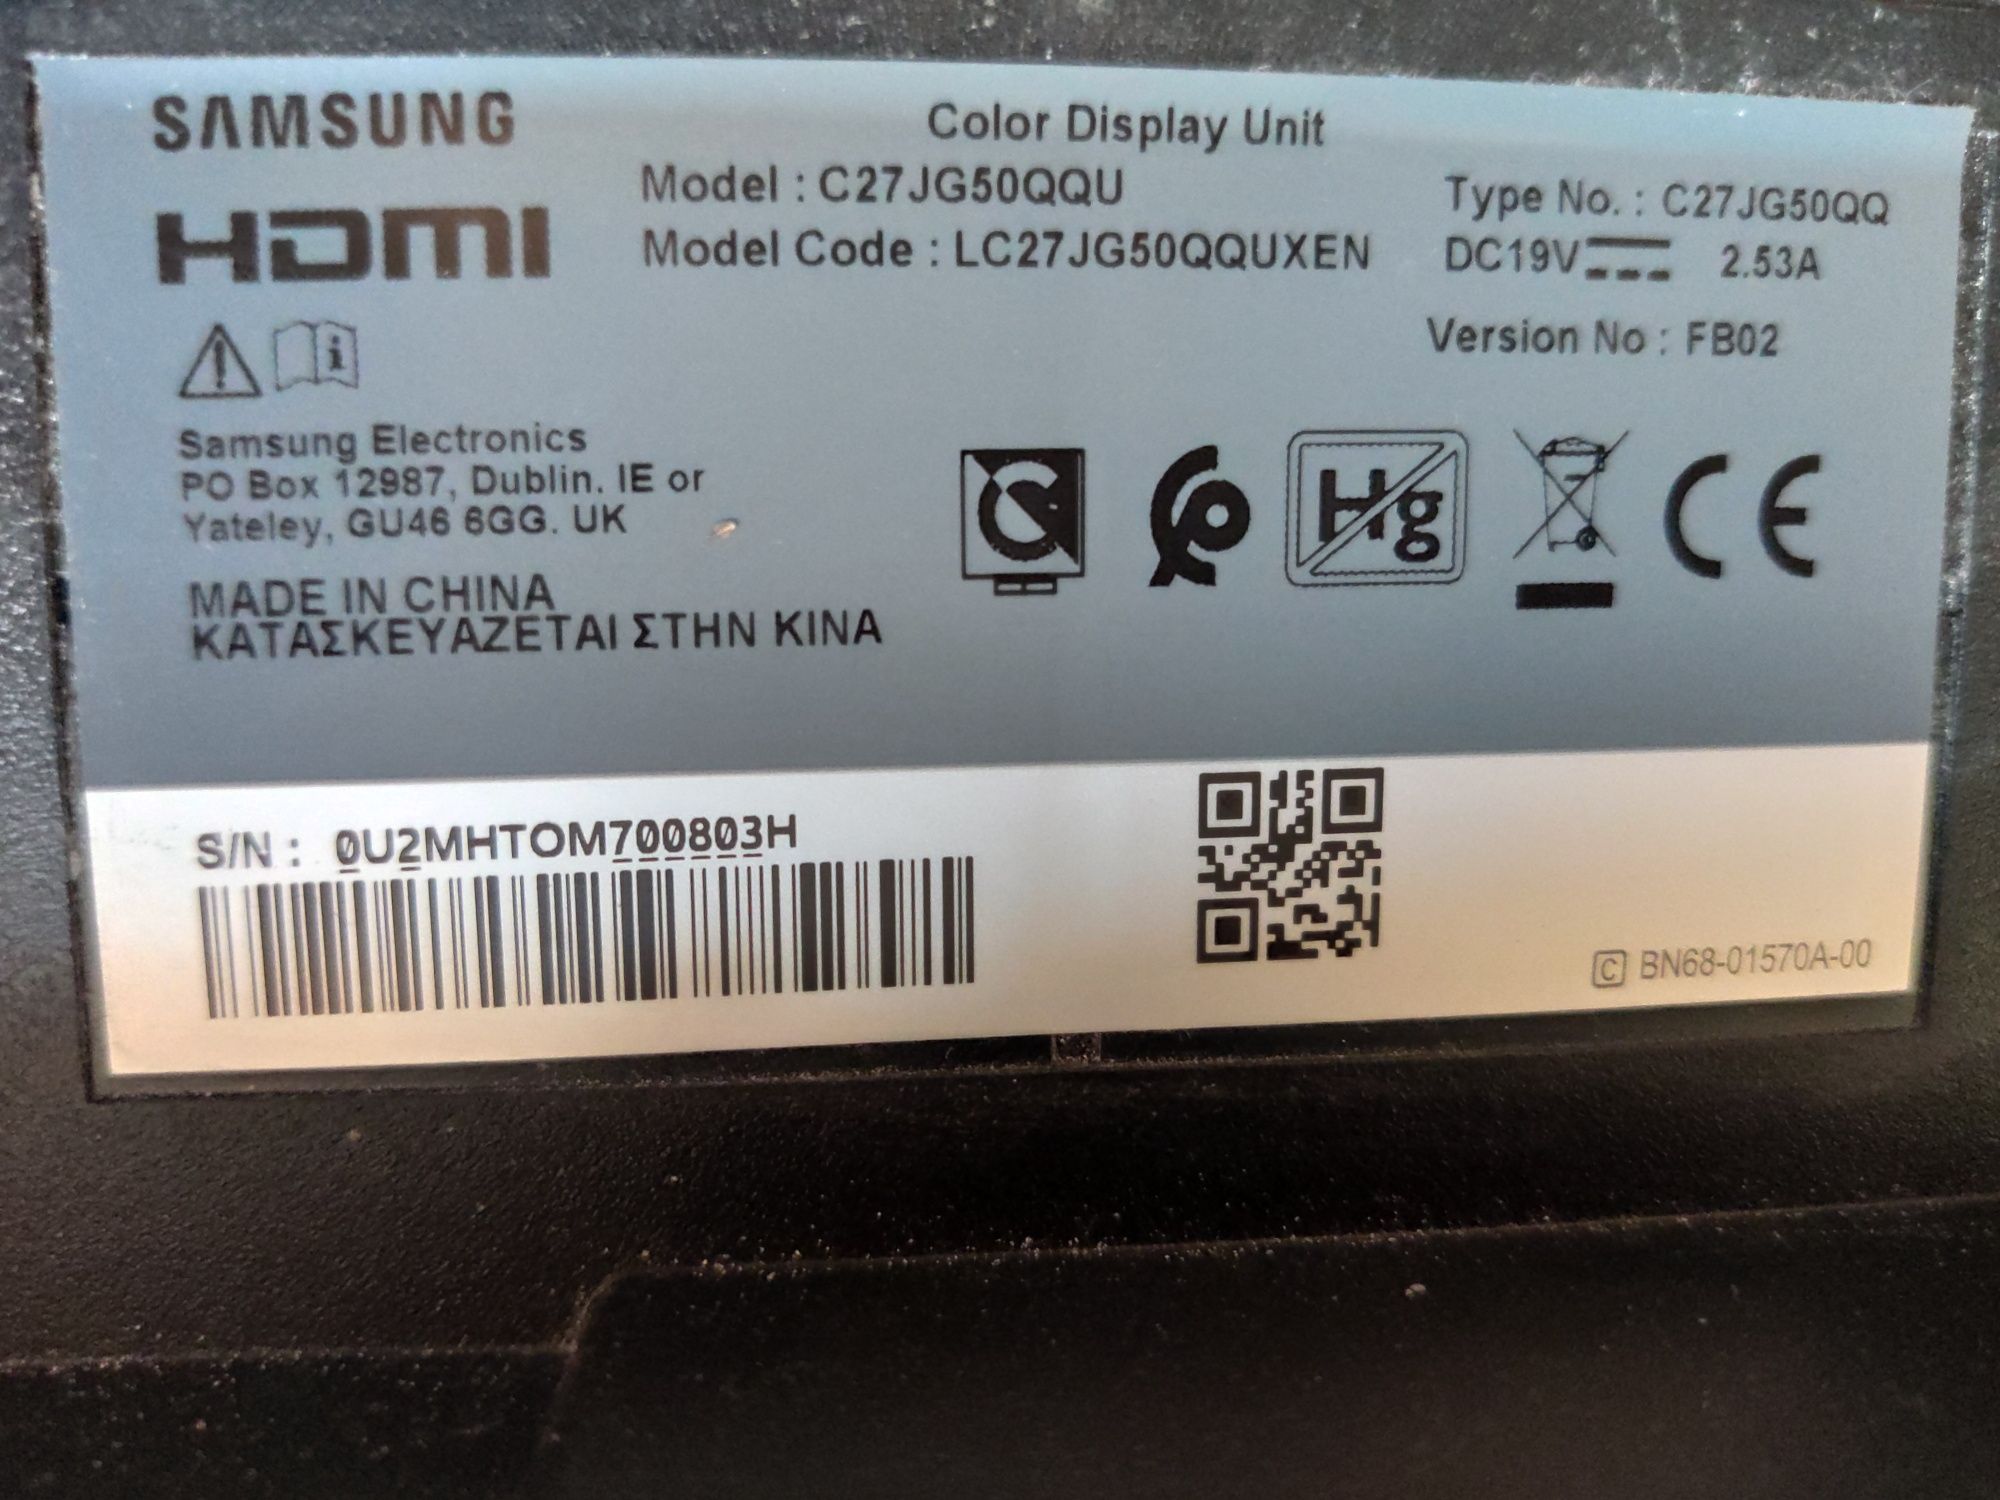 SAMSUNG
Color Display Unit
HDMI
Model : C27JG50QQU
Type No. : C27JG50QQ
Model Code : LC27JG50QQUXEN
DC19V 2.53A
Version No : FB02
Samsung Electronics
PO Box 12987, Dublin. IE or
Yateley, GU46 6GG. UK
Hg
CE
MADE IN CHINA
ΚΑΤΑΣΚΕΥΑΖΕΤΑΙ ΣΤΗΝ ΚΙΝΑ
S/N : 0U2MHTOM700803H
C BN68-01570A-00